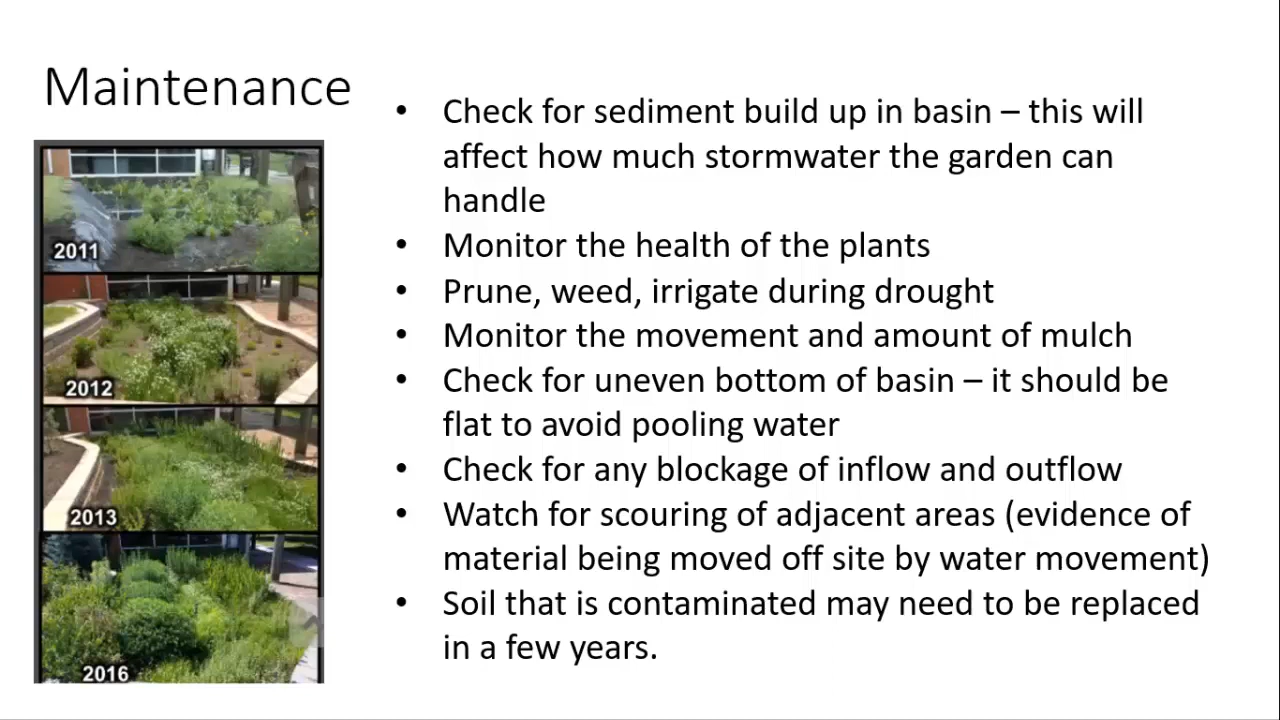 Maintenance
2011
2012
2013
2016
• Check for sediment build up in basin – this will
affect how much stormwater the garden can
handle
• Monitor the health of the plants
• Prune, weed, irrigate during drought
• Monitor the movement and amount of mulch
• Check for uneven bottom of basin – it should be
flat to avoid pooling water
• Check for any blockage of inflow and outflow
• Watch for scouring of adjacent areas (evidence of
material being moved off site by water movement)
• Soil that is contaminated may need to be replaced
in a few years.